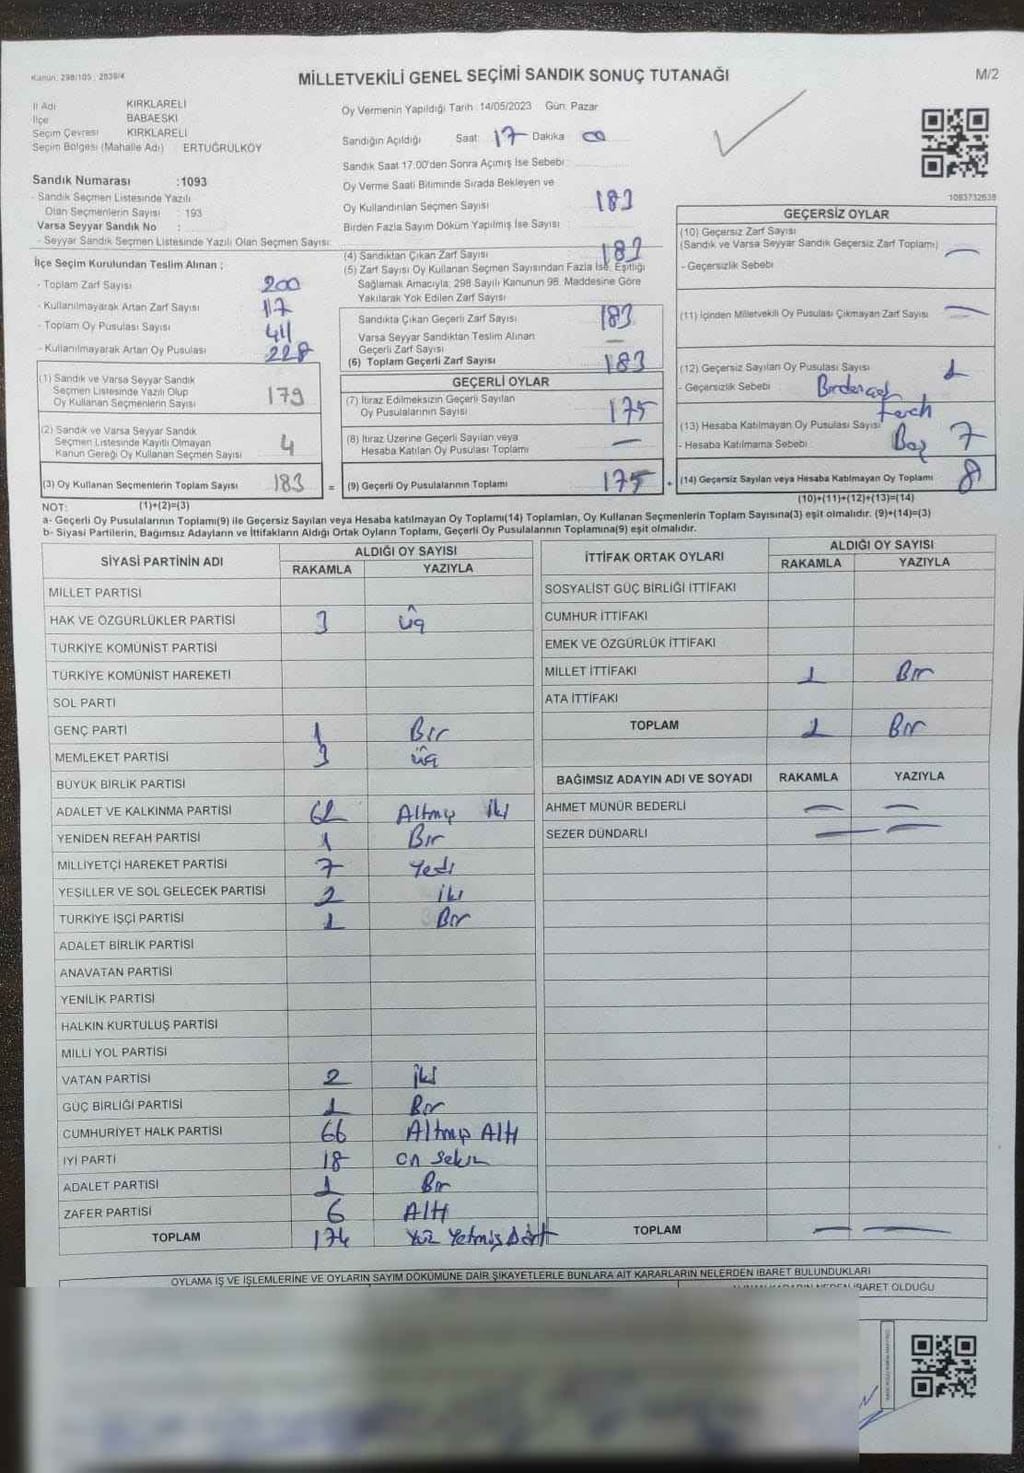 Kanun: 298/105, 2839/4
MİLLETVEKİLİ GENEL SEÇİMİ SANDIK SONUÇ TUTANAĞI
M/2
İl Adı KIRKLARELİ
İlçe BABAESKİ
Seçim Çevresi KIRKLARELİ
Seçim Bölgesi (Mahalle Adı) ERTUĞRULKÖY
Sandık Numarası :1093
- Sandık Seçmen Listesinde Yazılı
Olan Seçmenlerin Sayısı : 193
Varsa Seyyar Sandık No :
- Seyyar Sandık Seçmen Listesinde Yazılı Olan Seçmen Sayısı:
İlçe Seçim Kurulundan Teslim Alınan ;
- Toplam Zarf Sayısı 200
- Kullanılmayarak Artan Zarf Sayısı 17
- Toplam Oy Pusulası Sayısı 411
- Kullanılmayarak Artan Oy Pusulası 228
(1) Sandık ve Varsa Seyyar Sandık
Seçmen Listesinde Yazılı Olup
Oy Kullanan Seçmenlerin Sayısı 179
(2) Sandık ve Varsa Seyyar Sandık
Seçmen Listesinde Kayıtlı Olmayan
Kanun Gereği Oy Kullanan Seçmen Sayısı 4
(3) Oy Kullanan Seçmenlerin Toplam Sayısı 183 =
Oy Vermenin Yapıldığı Tarih :14/05/2023 Gün: Pazar
Sandığın Açıldığı Saat: 17 Dakika 00
Sandık Saat 17.00'den Sonra Açımış İse Sebebi :
Oy Verme Saati Bitiminde Sırada Bekleyen ve
Oy Kullandırılan Seçmen Sayısı 183
Birden Fazla Sayım Döküm Yapılmış İse Sayısı
(4) Sandıktan Çıkan Zarf Sayısı 183
(5) Zarf Sayısı Oy Kullanan Seçmen Sayısından Fazla İse, Eşitliği
Sağlamak Amacıyla; 298 Sayılı Kanunun 98. Maddesine Göre
Yakılarak Yok Edilen Zarf Sayısı
Sandıkta Çıkan Geçerli Zarf Sayısı 183
Varsa Seyyar Sandıktan Teslim Alınan
Geçerli Zarf Sayısı —
(6) Toplam Geçerli Zarf Sayısı 183
GEÇERLİ OYLAR
(7) İtiraz Edilmeksizin Geçerli Sayılan
Oy Pusulalarının Sayısı 175
(8) İtiraz Üzerine Geçerli Sayılan veya
Hesaba Katılan Oy Pusulası Toplamı —
(9) Geçerli Oy Pusulalarının Toplamı 175 +
1093732638
GEÇERSİZ OYLAR
(10) Geçersiz Zarf Sayısı
(Sandık ve Varsa Seyyar Sandık Geçersiz Zarf Toplamı) —
- Geçersizlik Sebebi
(11) İçinden Milletvekili Oy Pusulası Çıkmayan Zarf Sayısı —
(12) Geçersiz Sayılan Oy Pusulası Sayısı 1
- Geçersizlik Sebebi :
(13) Hesaba Katılmayan Oy Pusulası Sayısı 7
- Hesaba Katılmama Sebebi : Boş
(14) Geçersiz Sayılan veya Hesaba Katılmayan Oy Toplamı 8
NOT: (1)+(2)=(3)
(10)+(11)+(12)+(13)=(14)
a- Geçerli Oy Pusulalarının Toplamı(9) ile Geçersiz Sayılan veya Hesaba katılmayan Oy Toplamı(14) Toplamları, Oy Kullanan Seçmenlerin Toplam Sayısına(3) eşit olmalıdır. (9)+(14)=(3)
b- Siyasi Partilerin, Bağımsız Adayların ve İttifakların Aldığı Ortak Oyların Toplamı, Geçerli Oy Pusulalarının Toplamına(9) eşit olmalıdır.
SİYASİ PARTİNİN ADI ALDIĞI OY SAYISI
RAKAMLA YAZIYLA
MİLLET PARTİSİ
HAK VE ÖZGÜRLÜKLER PARTİSİ 3 üç
TÜRKİYE KOMÜNİST PARTİSİ
TÜRKİYE KOMÜNİST HAREKETİ
SOL PARTİ
GENÇ PARTİ 1 Bir
MEMLEKET PARTİSİ 3 üç
BÜYÜK BİRLİK PARTİSİ
ADALET VE KALKINMA PARTİSİ 62 Altmış İki
YENİDEN REFAH PARTİSİ 1 Bir
MİLLİYETÇİ HAREKET PARTİSİ 7 Yedi
YEŞİLLER VE SOL GELECEK PARTİSİ 2 iki
TÜRKİYE İŞÇİ PARTİSİ 1 Bir
ADALET BİRLİK PARTİSİ
ANAVATAN PARTİSİ
YENİLİK PARTİSİ
HALKIN KURTULUŞ PARTİSİ
MİLLİ YOL PARTİSİ
VATAN PARTİSİ 2 iki
GÜÇ BİRLİĞİ PARTİSİ 1 Bir
CUMHURİYET HALK PARTİSİ 66 Altmış Altı
İYİ PARTİ 18 On Sekiz
ADALET PARTİSİ 1 Bir
ZAFER PARTİSİ 6 Altı
TOPLAM 174 Yüz Yetmiş Dört
İTTİFAK ORTAK OYLARI ALDIĞI OY SAYISI
RAKAMLA YAZIYLA
SOSYALİST GÜÇ BİRLİĞİ İTTİFAKI
CUMHUR İTTİFAKI
EMEK VE ÖZGÜRLÜK İTTİFAKI
MİLLET İTTİFAKI 1 Bir
ATA İTTİFAKI
TOPLAM 1 Bir
BAĞIMSIZ ADAYIN ADI VE SOYADI RAKAMLA YAZIYLA
AHMET MÜNÜR BEDERLİ — —
SEZER DÜNDARLI — —
TOPLAM — —
OYLAMA İŞ VE İŞLEMLERİNE VE OYLARIN SAYIM DÖKÜMÜNE DAİR ŞİKAYETLERLE BUNLARA AİT KARARLARIN NELERDEN İBARET BULUNDUKLARI
İBARET OLDUĞU